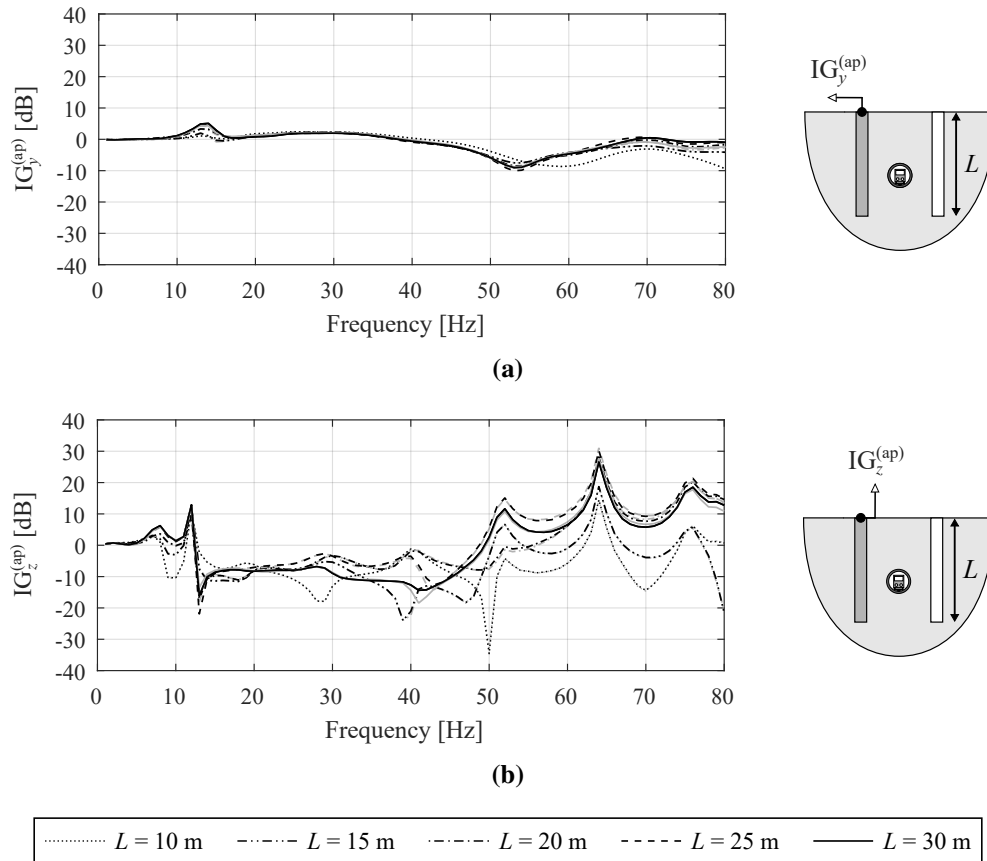 40
30
20
10
0
-10
-20
-30
-40
IG_y^(ap) [dB]
0 10 20 30 40 50 60 70 80
Frequency [Hz]
IG_y^(ap)
L
(a)
40
30
20
10
0
-10
-20
-30
-40
IG_z^(ap) [dB]
0 10 20 30 40 50 60 70 80
Frequency [Hz]
IG_z^(ap)
L
(b)
L = 10 m L = 15 m L = 20 m L = 25 m L = 30 m